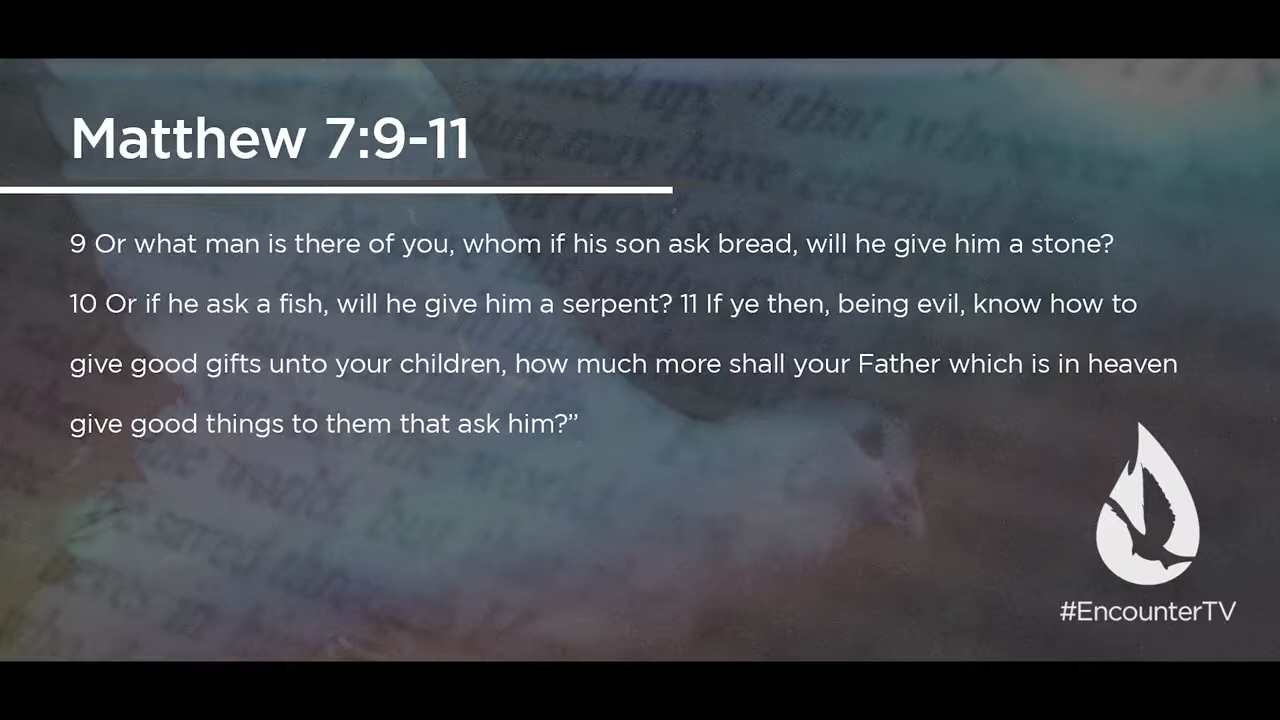 Matthew 7:9-11
9 Or what man is there of you, whom if his son ask bread, will he give him a stone?
10 Or if he ask a fish, will he give him a serpent? 11 If ye then, being evil, know how to
give good gifts unto your children, how much more shall your Father which is in heaven
give good things to them that ask him?”
#EncounterTV